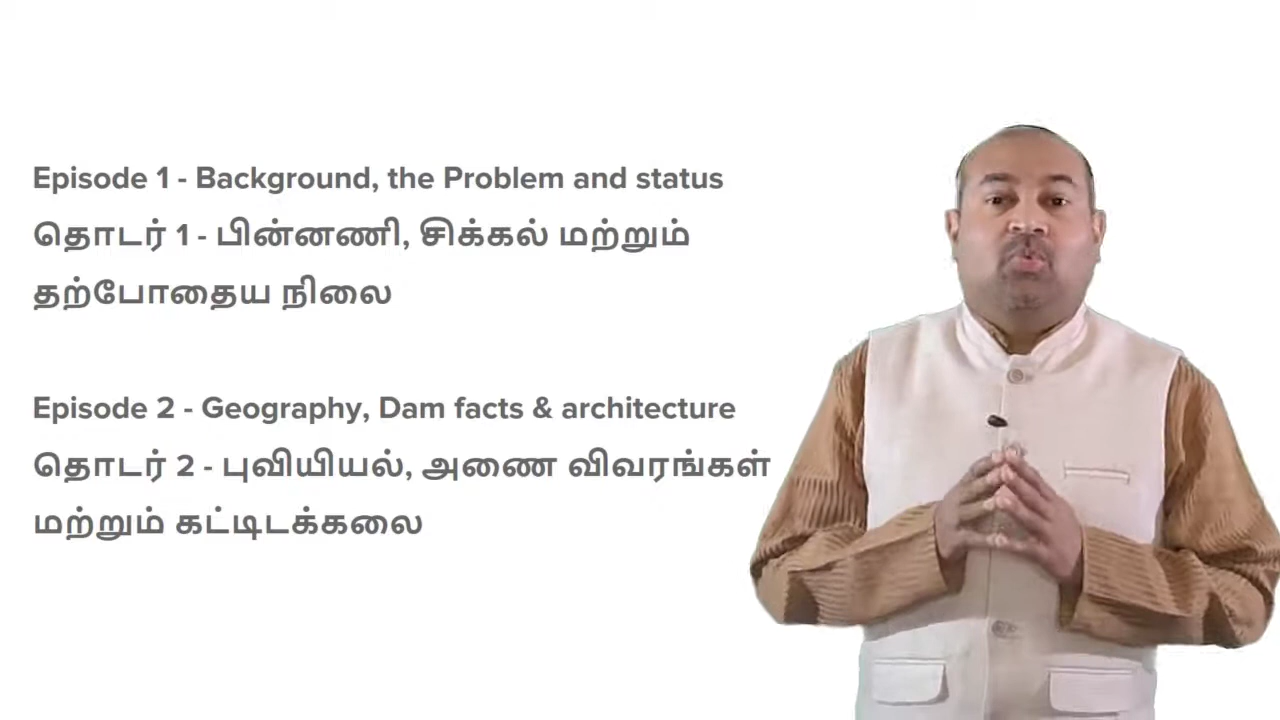 Episode 1 - Background, the Problem and status
தொடர் 1 - பின்னணி, சிக்கல் மற்றும்
தற்போதைய நிலை
Episode 2 - Geography, Dam facts & architecture
தொடர் 2 - புவியியல், அணை விவரங்கள்
மற்றும் கட்டிடக்கலை